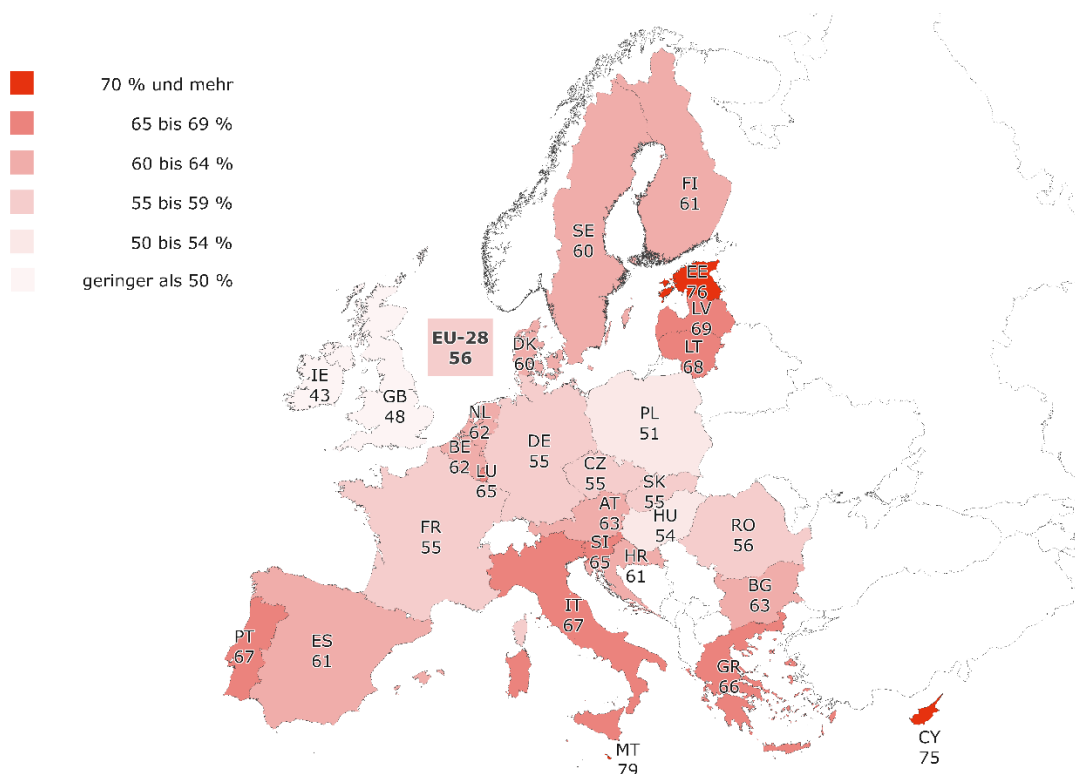 70 % und mehr
65 bis 69 %
60 bis 64 %
55 bis 59 %
50 bis 54 %
geringer als 50 %
FI
61
SE
60
EE
76
LV
69
LT
68
EU-28
56
DK
60
IE
43
GB
48
NL
62
BE
62
LU
65
DE
55
PL
51
CZ
55
SK
55
AT
63
HU
54
FR
55
SI
65
HR
61
RO
56
BG
63
IT
67
PT
67
ES
61
GR
66
MT
79
CY
75